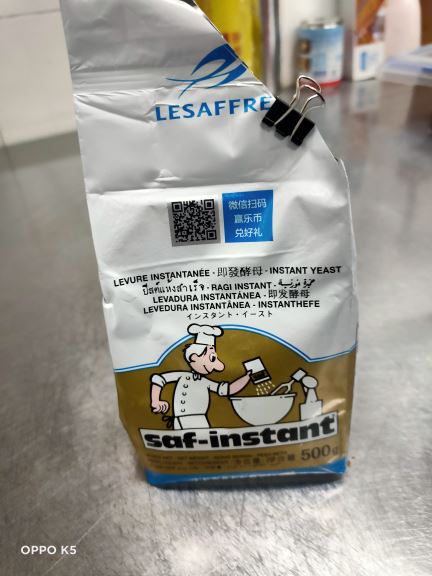 LESAFFRE
微信扫码
赢乐币
兑好礼
LEVURE INSTANTANÉE - 即發酵母 - INSTANT YEAST
ยีสต์แห้งสำเร็จ - RAGI INSTANT -
LEVADURA INSTANTÁNEA - 即发酵母 -
LEVEDURA INSTANTÂNEA - INSTANTHEFE
インスタント・イースト
saf-instant
500g
OPPO K5